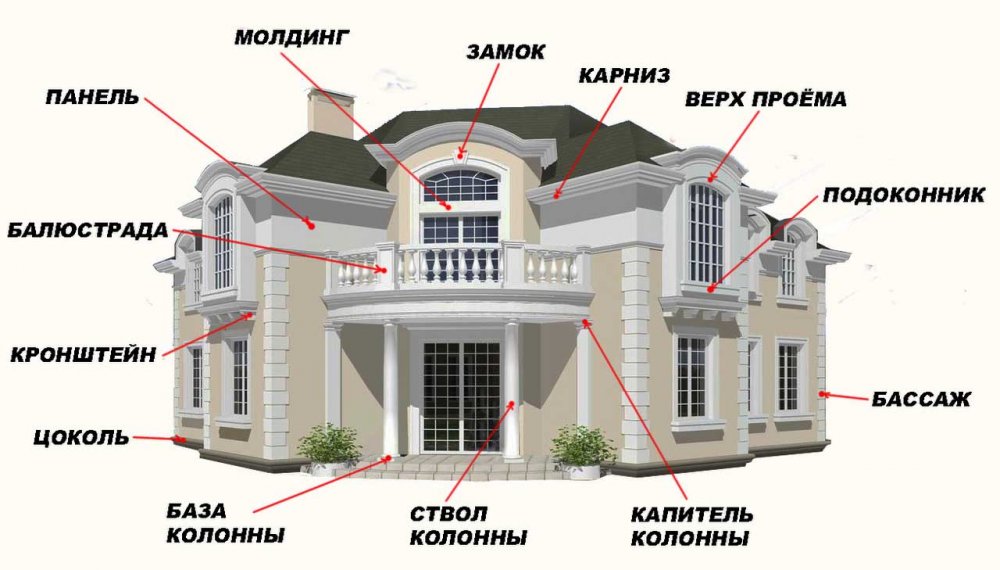 МОЛДИНГ
ЗАМОК
КАРНИЗ
ПАНЕЛЬ
ВЕРХ ПРОЁМА
ПОДОКОННИК
БАЛЮСТРАДА
КРОНШТЕЙН
БАССАЖ
ЦОКОЛЬ
БАЗА
КОЛОННЫ
СТВОЛ
КОЛОННЫ
КАПИТЕЛЬ
КОЛОННЫ